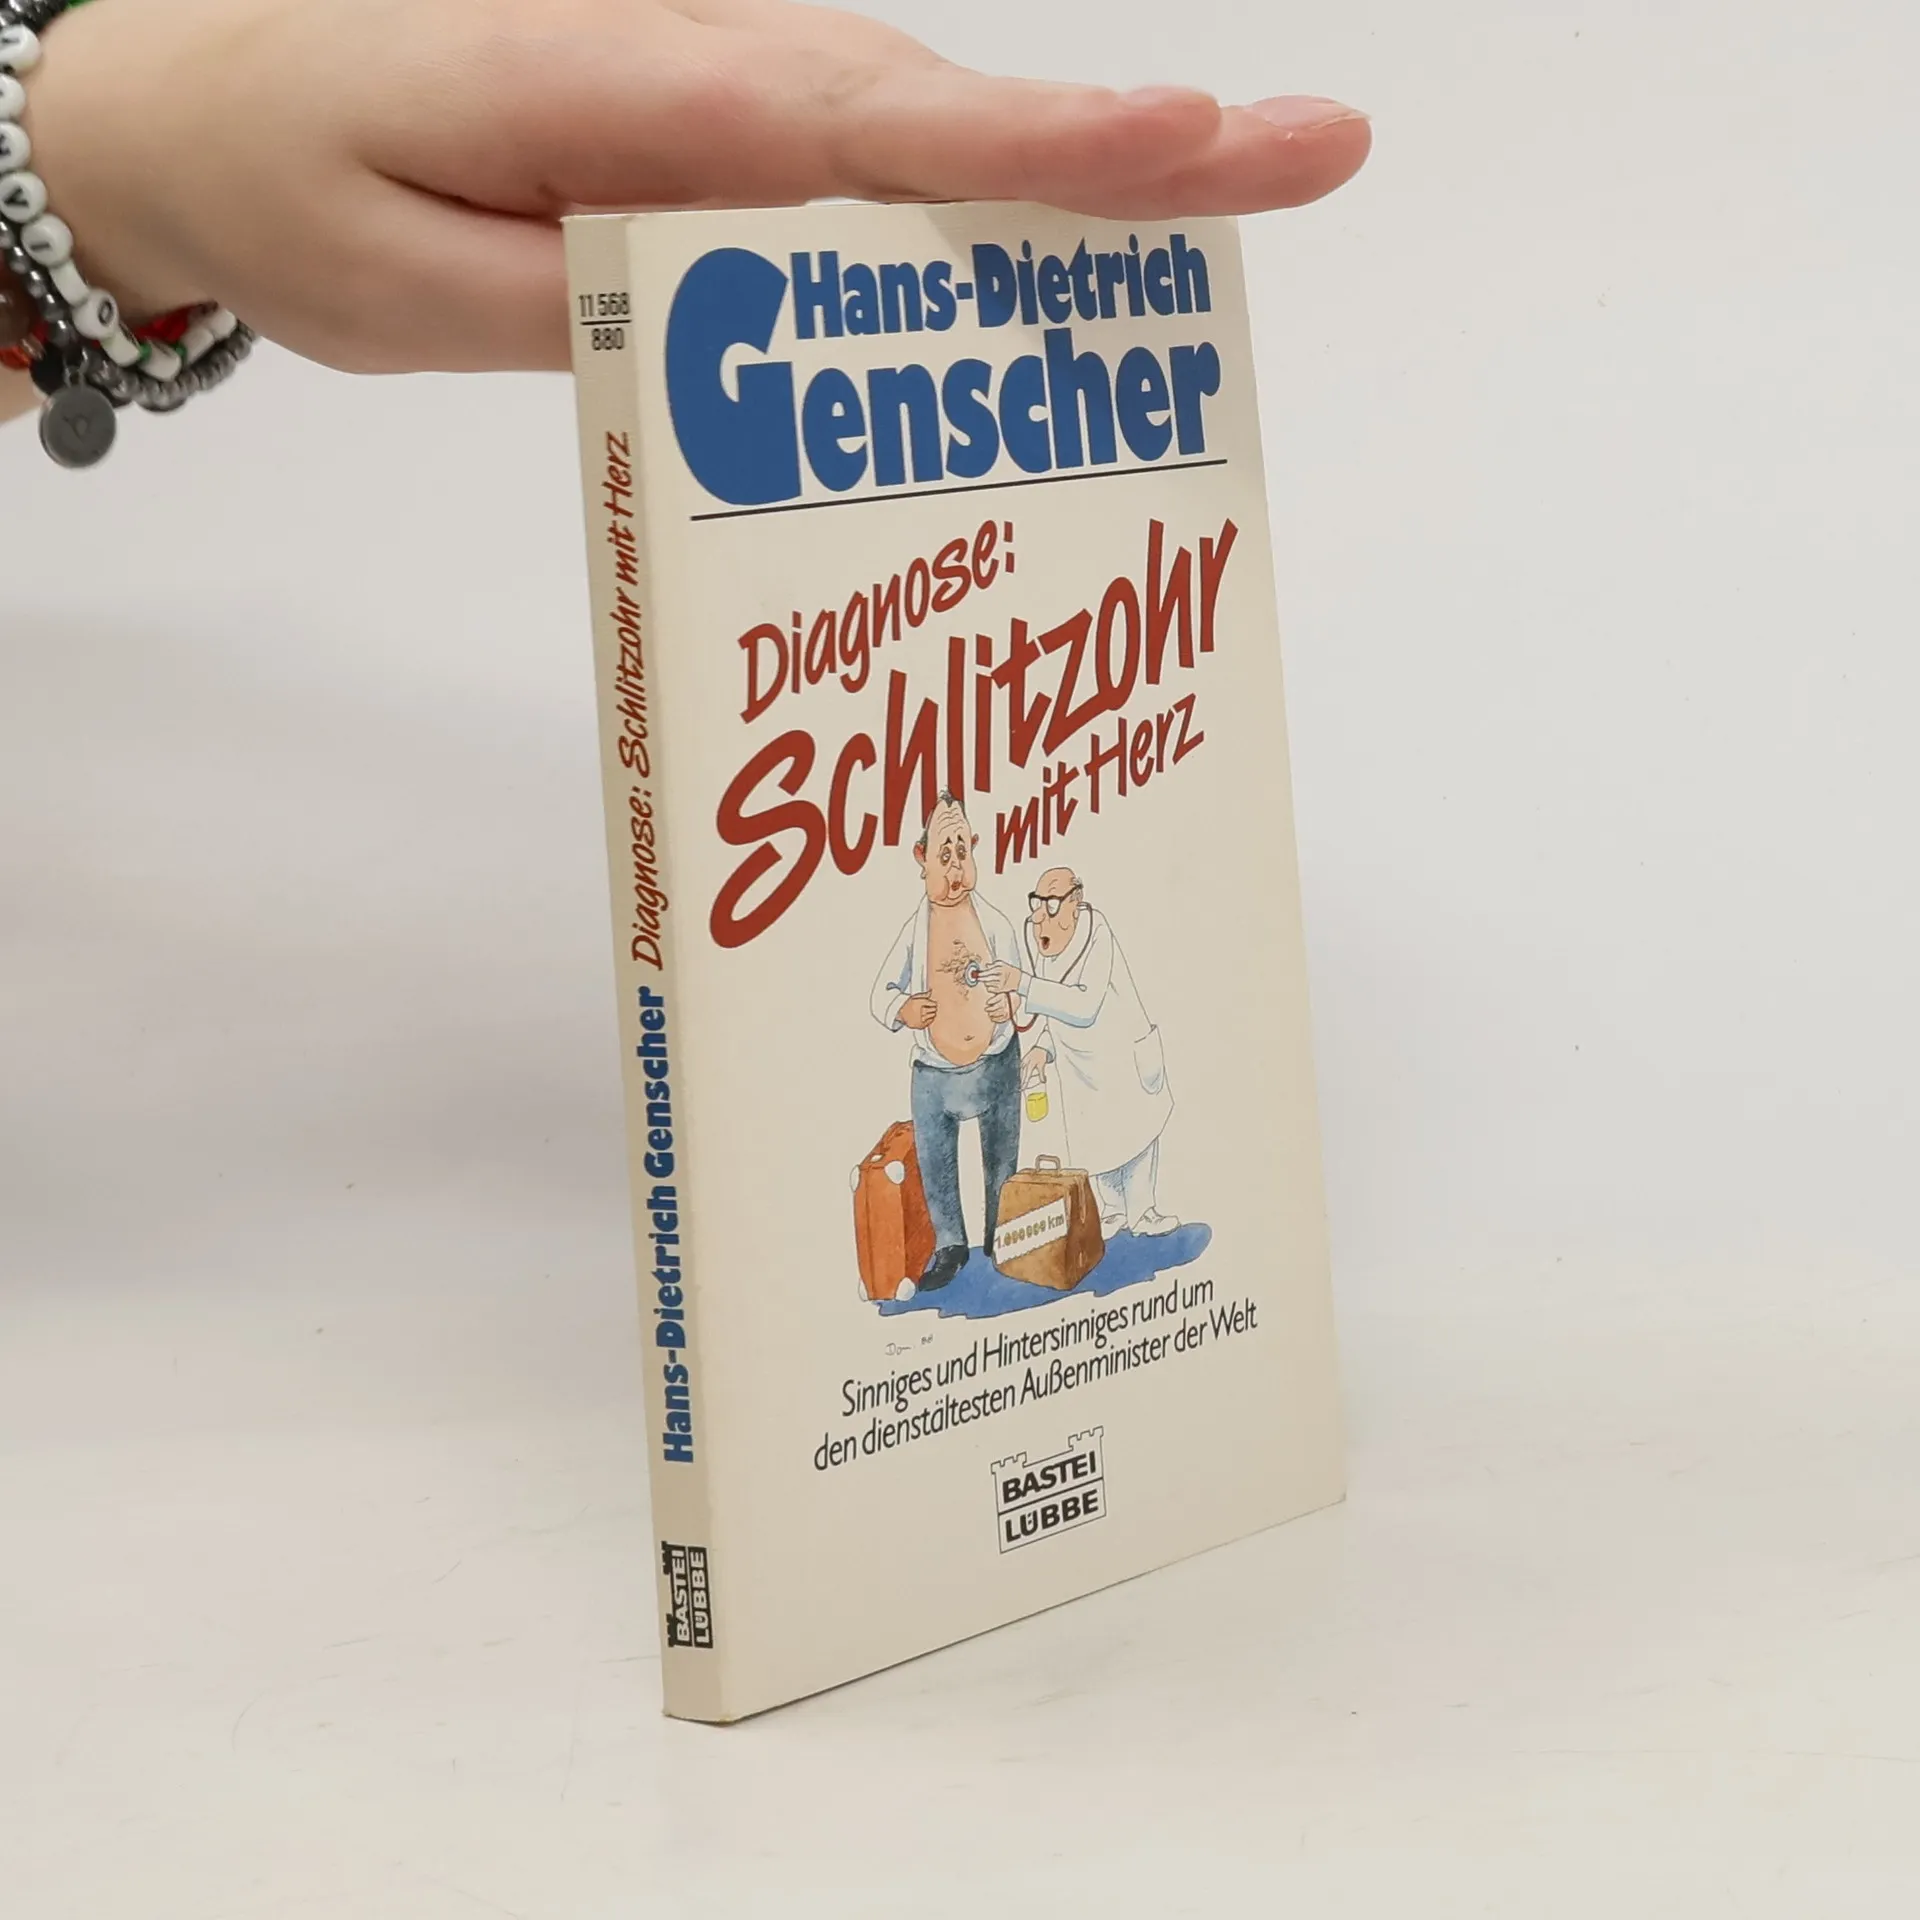 11 568
880
Diagnose: Schlitzohr mit Herz
Hans-Dietrich Genscher
BASTEI
LÜBBE
Hans-Dietrich
Genscher
Diagnose:
Schlitzohr
mit Herz
1.000 000 km
Sinniges und Hintersinniges rund um
den dienstältesten Außenminister der Welt
BASTEI
LÜBBE